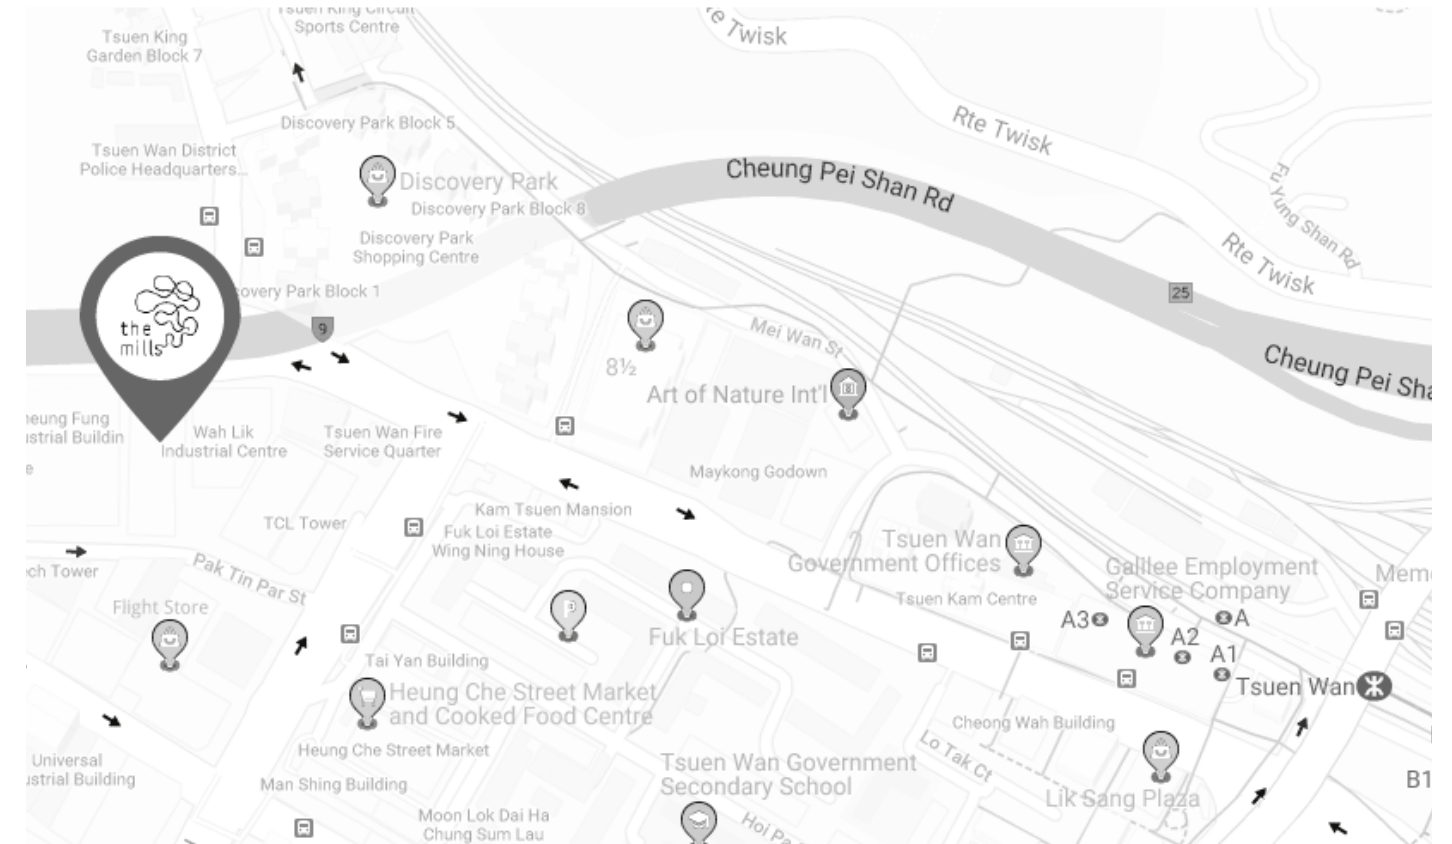 Tsuen King Circuit
Sports Centre
Tsuen King
Garden Block 7
Rte Twisk
Discovery Park Block 5
Rte Twisk
Tsuen Wan District
Police Headquarters...
Discovery Park
Discovery Park Block 8
Cheung Pei Shan Rd
Fu Yung Shan Rd
Discovery Park
Shopping Centre
Rte Twisk
covery Park Block 1
25
9
the
mills
Mei Wan St
8½
Art of Nature Int'l
Cheung Pei Sha
heung Fung
ustrial Buildin
e
Wah Lik
Industrial Centre
Tsuen Wan Fire
Service Quarter
Maykong Godown
Kam Tsuen Mansion
TCL Tower
Fuk Loi Estate
Wing Ning House
Tsuen Wan
Government Offices
ech Tower
Pak Tin Par St
Galilee Employment
Service Company
Mem
Flight Store
P
Tsuen Kam Centre
A3
A
A2
A1
Fuk Loi Estate
Tai Yan Building
Tsuen Wan
Heung Che Street Market
and Cooked Food Centre
Cheong Wah Building
Lo Tak Ct
Heung Che Street Market
Universal
ustrial Building
Man Shing Building
Tsuen Wan Government
Secondary School
B1
Lik Sang Plaza
Moon Lok Dai Ha
Chung Sum Lau
Hoi Pa